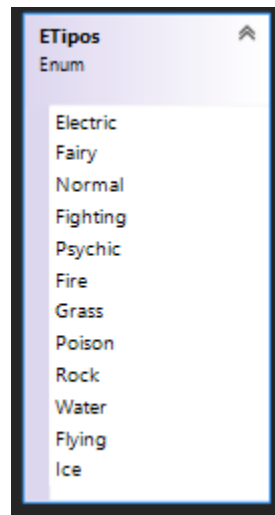 ETipos
Enum
Electric
Fairy
Normal
Fighting
Psychic
Fire
Grass
Poison
Rock
Water
Flying
Ice